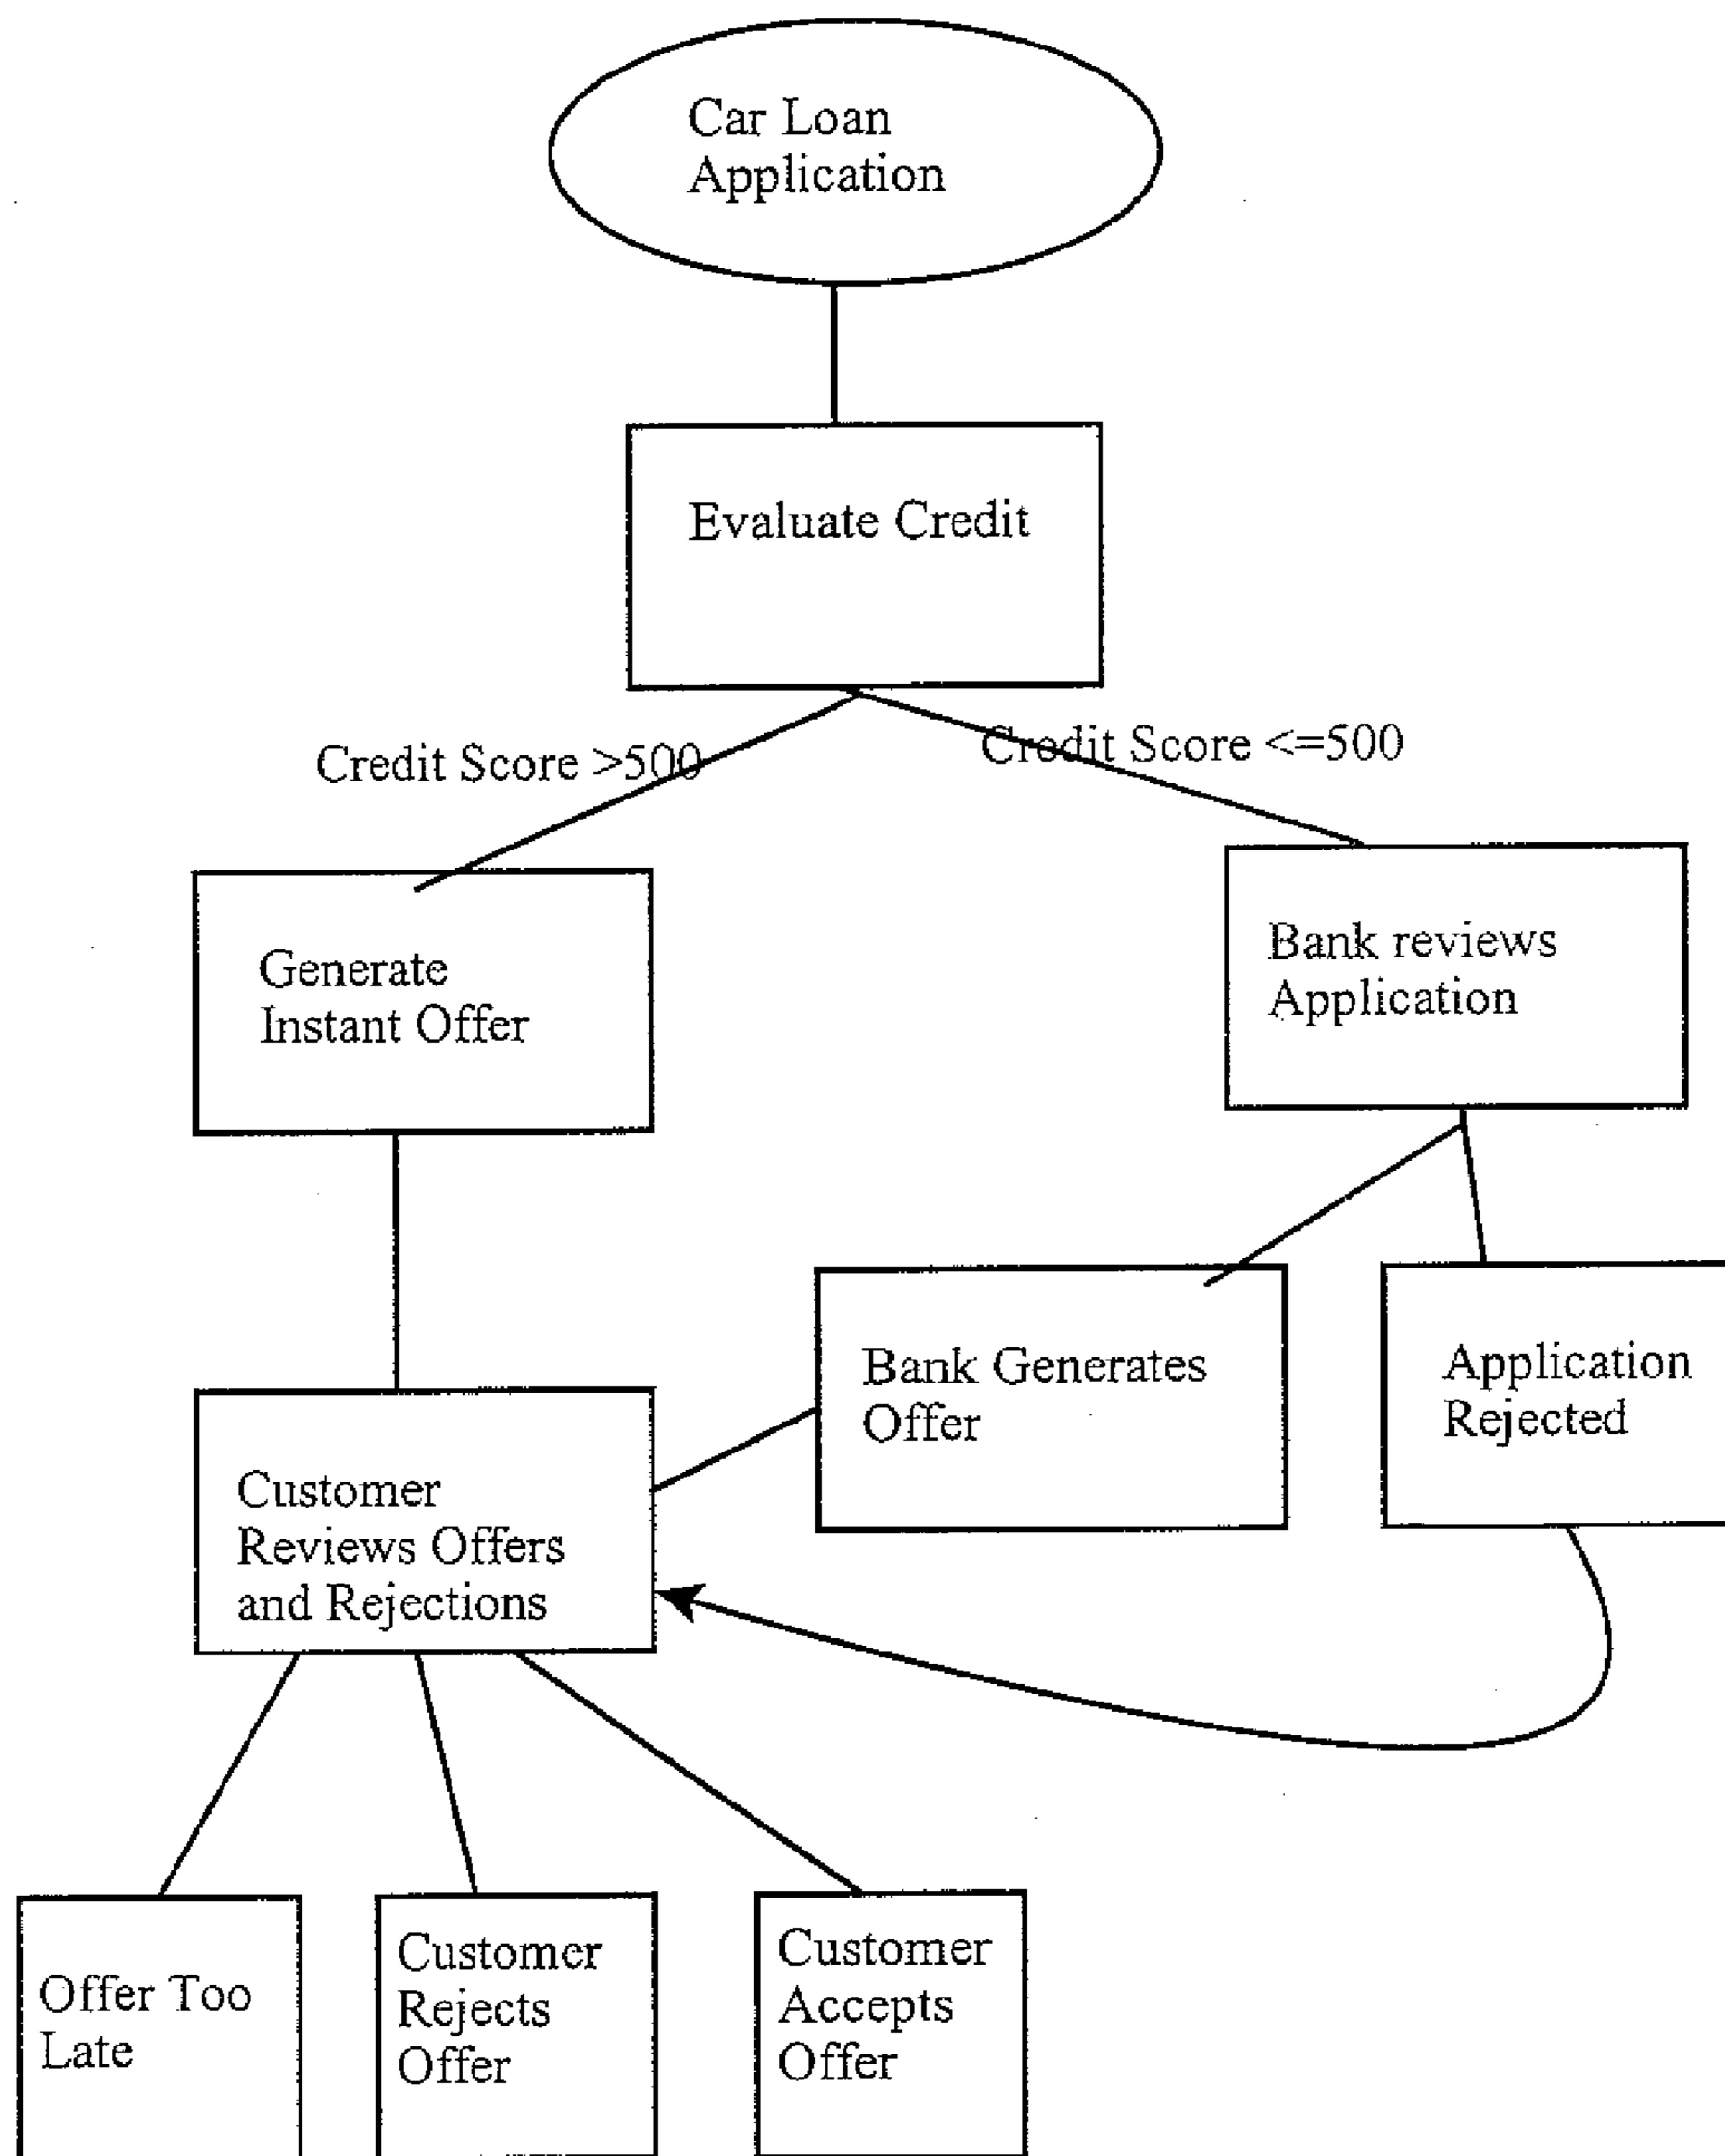 Car Loan
Application
Evaluate Credit
Credit Score >500
Credit Score <=500
Generate
Instant Offer
Bank reviews
Application
Bank Generates
Offer
Application
Rejected
Customer
Reviews Offers
and Rejections
Offer Too
Late
Customer
Rejects
Offer
Customer
Accepts
Offer